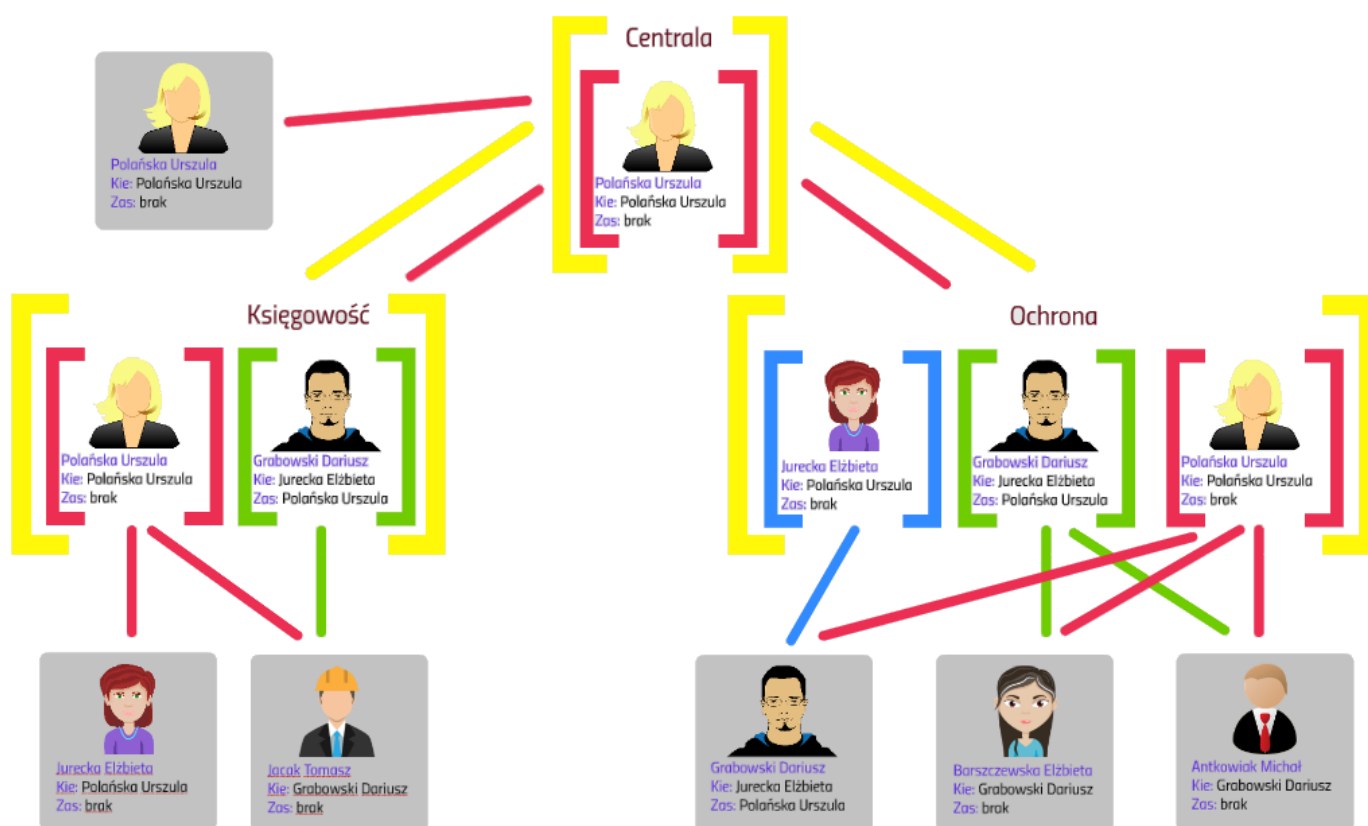 Centrala
Polańska Urszula
Kie: Polańska Urszula
Zas: brak
Polańska Urszula
Kie: Polańska Urszula
Zas: brak
Księgowość
Polańska Urszula
Kie: Polańska Urszula
Zas: brak
Grabowski Dariusz
Kie: Jurecka Elżbieta
Zas: Polańska Urszula
Ochrona
Jurecka Elżbieta
Kie: Polańska Urszula
Zas: brak
Grabowski Dariusz
Kie: Jurecka Elżbieta
Zas: Polańska Urszula
Polańska Urszula
Kie: Polańska Urszula
Zas: brak
Jurecka Elżbieta
Kie: Polańska Urszula
Zas: brak
Jacak Tomasz
Kie: Grabowski Dariusz
Zas: brak
Grabowski Dariusz
Kie: Jurecka Elżbieta
Zas: Polańska Urszula
Barszczewska Elżbieta
Kie: Grabowski Dariusz
Zas: brak
Antkowiak Michał
Kie: Grabowski Dariusz
Zas: brak